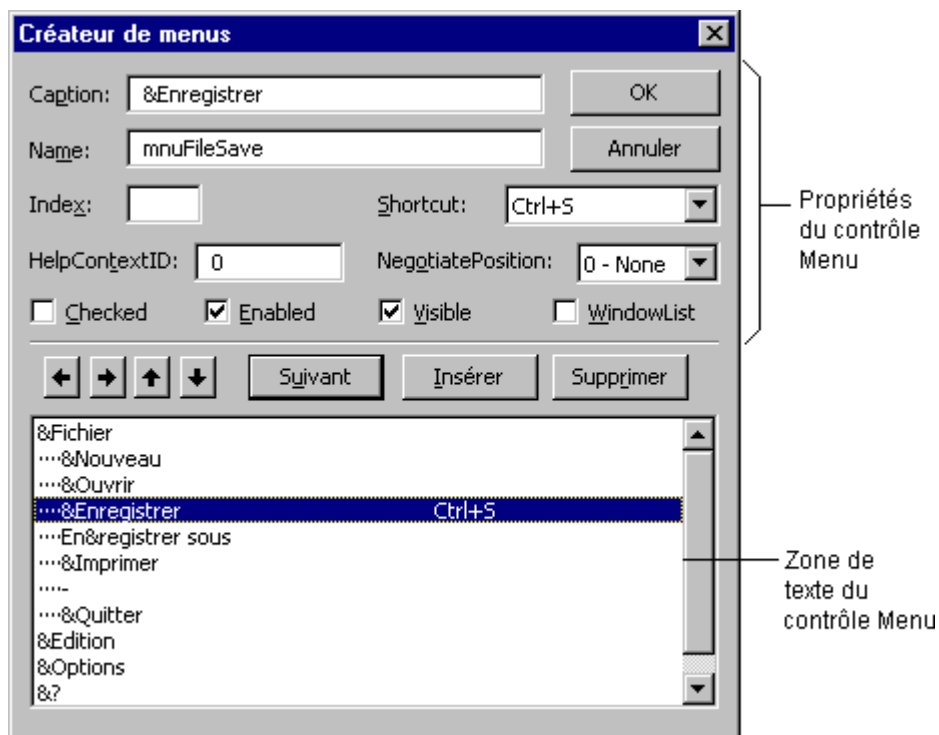 Créateur de menus
Caption: &Enregistrer OK
Name: mnuFileSave Annuler
Index: Shortcut: Ctrl+S
HelpContextID: 0 NegotiatePosition: 0 - None
Checked Enabled Visible WindowList
Propriétés
du contrôle
Menu
Suivant Insérer Supprimer
&Fichier
····&Nouveau
····&Ouvrir
····&Enregistrer Ctrl+S
····En&registrer sous
····&Imprimer
····-
····&Quitter
&Edition
&Options
&?
Zone de
texte du
contrôle Menu